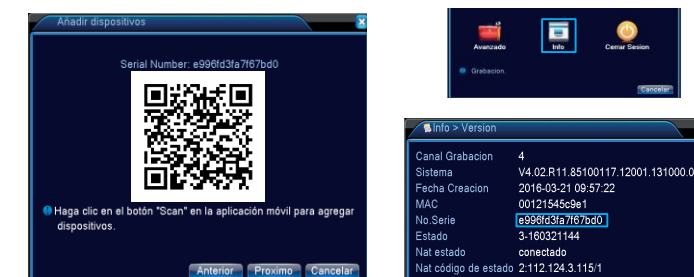 Añadir dispositivos
Serial Number: e996fd3fa7f67bd0
Haga clic en el botón "Scan" en la aplicación móvil para agregar
dispositivos.
Anterior Proximo Cancelar
Avanzado Info Cerrar Sesion
Grabacion.
Cancelar
Info > Version
Canal Grabacion 4
Sistema V4.02.R11.85100117.12001.131000.0
Fecha Creacion 2016-03-21 09:57:22
MAC 00121545c9e1
No.Serie e996fd3fa7f67bd0
Estado 3-160321144
Nat estado conectado
Nat código de estado 2:112.124.3.115/1